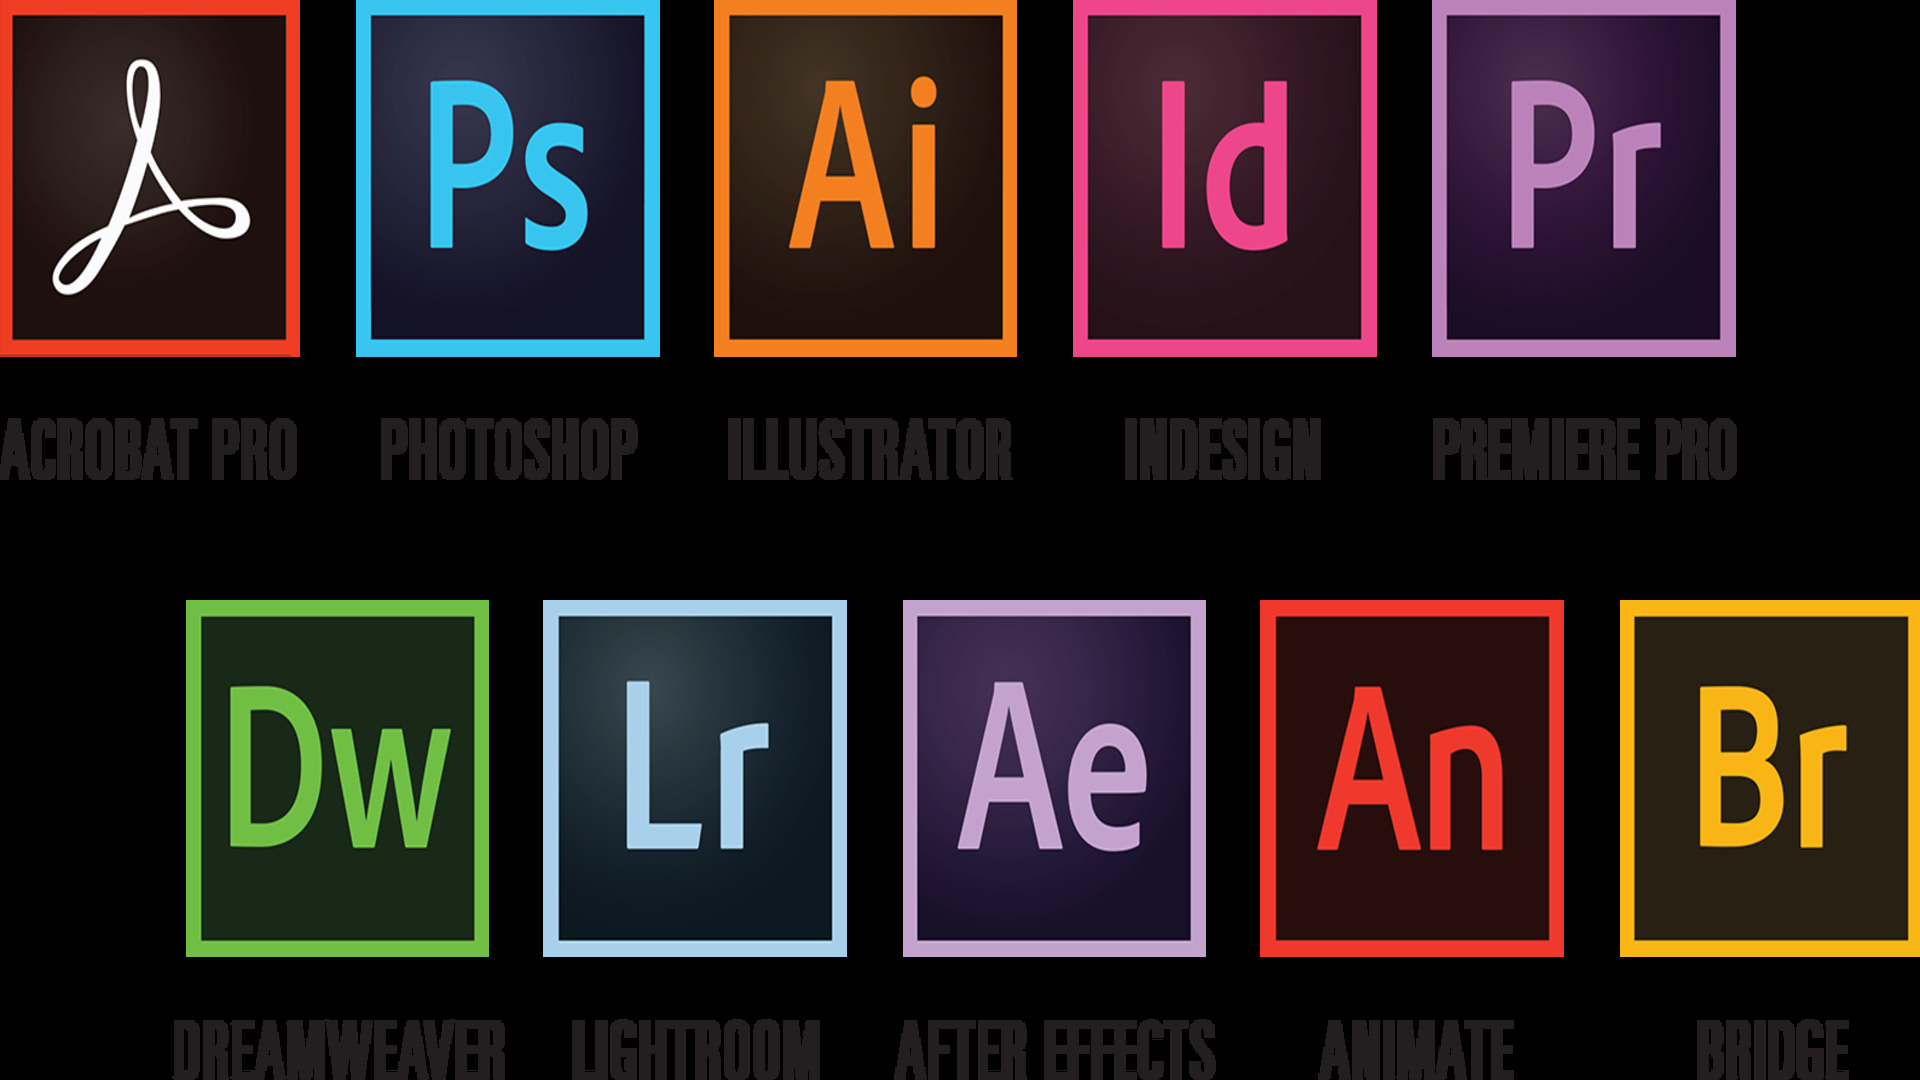 Ps Ai Id Pr
ACROBAT PRO PHOTOSHOP ILLUSTRATOR INDESIGN PREMIERE PRO
Dw Lr Ae An Br
DREAMWEAVER LIGHTROOM AFTER EFFECTS ANIMATE BRIDGE